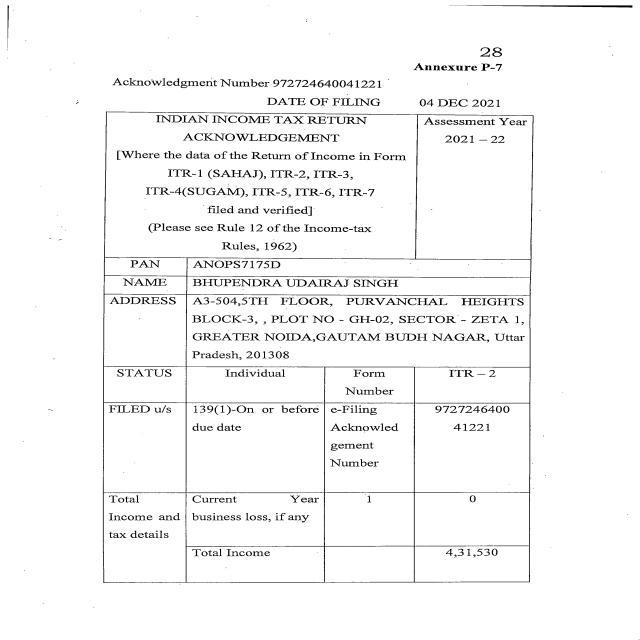 28
Annexure P-7
Acknowledgment Number 972724640041221
DATE OF FILING 04 DEC 2021
INDIAN INCOME TAX RETURN
ACKNOWLEDGEMENT
[Where the data of the Return of Income in Form
ITR-1 (SAHAJ), ITR-2, ITR-3,
ITR-4(SUGAM), ITR-5, ITR-6, ITR-7
filed and verified]
(Please see Rule 12 of the Income-tax
Rules, 1962)
Assessment Year
2021 – 22
PAN ANOPS7175D
NAME BHUPENDRA UDAIRAJ SINGH
ADDRESS A3-504,5TH FLOOR, PURVANCHAL HEIGHTS
BLOCK-3, , PLOT NO - GH-02, SECTOR - ZETA 1,
GREATER NOIDA,GAUTAM BUDH NAGAR, Uttar
Pradesh, 201308
STATUS Individual Form
Number
ITR – 2
FILED u/s 139(1)-On or before
due date
e-Filing
Acknowled
gement
Number
9727246400
41221
Total
Income and
tax details
Current Year
business loss, if any
1 0
Total Income 4,31,530